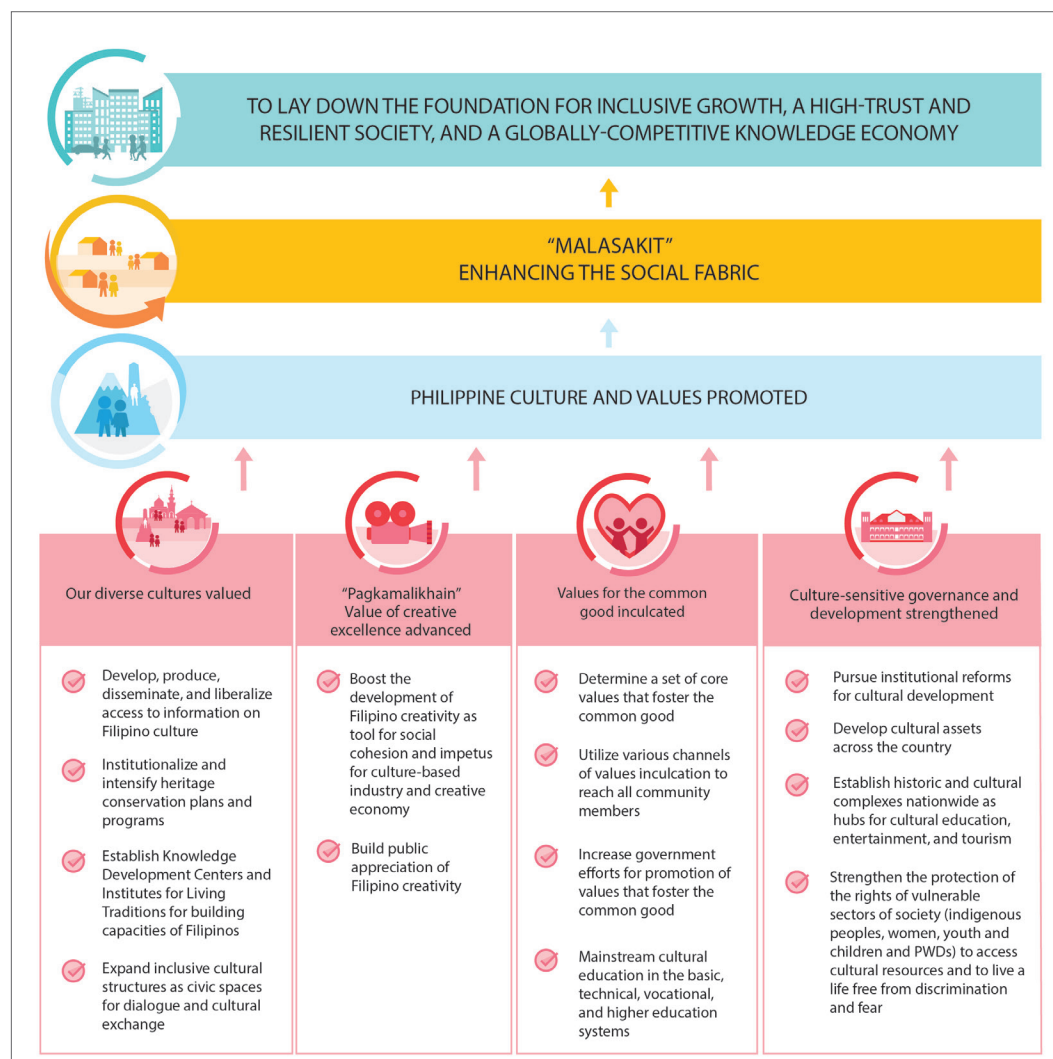 TO LAY DOWN THE FOUNDATION FOR INCLUSIVE GROWTH, A HIGH-TRUST AND
RESILIENT SOCIETY, AND A GLOBALLY-COMPETITIVE KNOWLEDGE ECONOMY
“MALASAKIT”
ENHANCING THE SOCIAL FABRIC
PHILIPPINE CULTURE AND VALUES PROMOTED
Our diverse cultures valued
Develop, produce,
disseminate, and liberalize
access to information on
Filipino culture
Institutionalize and
intensify heritage
conservation plans and
programs
Establish Knowledge
Development Centers and
Institutes for Living
Traditions for building
capacities of Filipinos
Expand inclusive cultural
structures as civic spaces
for dialogue and cultural
exchange
“Pagkamalikhain”
Value of creative
excellence advanced
Boost the
development of
Filipino creativity as
tool for social
cohesion and impetus
for culture-based
industry and creative
economy
Build public
appreciation of
Filipino creativity
Values for the common
good inculcated
Determine a set of core
values that foster the
common good
Utilize various channels
of values inculcation to
reach all community
members
Increase government
efforts for promotion of
values that foster the
common good
Mainstream cultural
education in the basic,
technical, vocational,
and higher education
systems
Culture-sensitive governance and
development strengthened
Pursue institutional reforms
for cultural development
Develop cultural assets
across the country
Establish historic and cultural
complexes nationwide as
hubs for cultural education,
entertainment, and tourism
Strengthen the protection of
the rights of vulnerable
sectors of society (indigenous
peoples, women, youth and
children and PWDs) to access
cultural resources and to live a
life free from discrimination
and fear